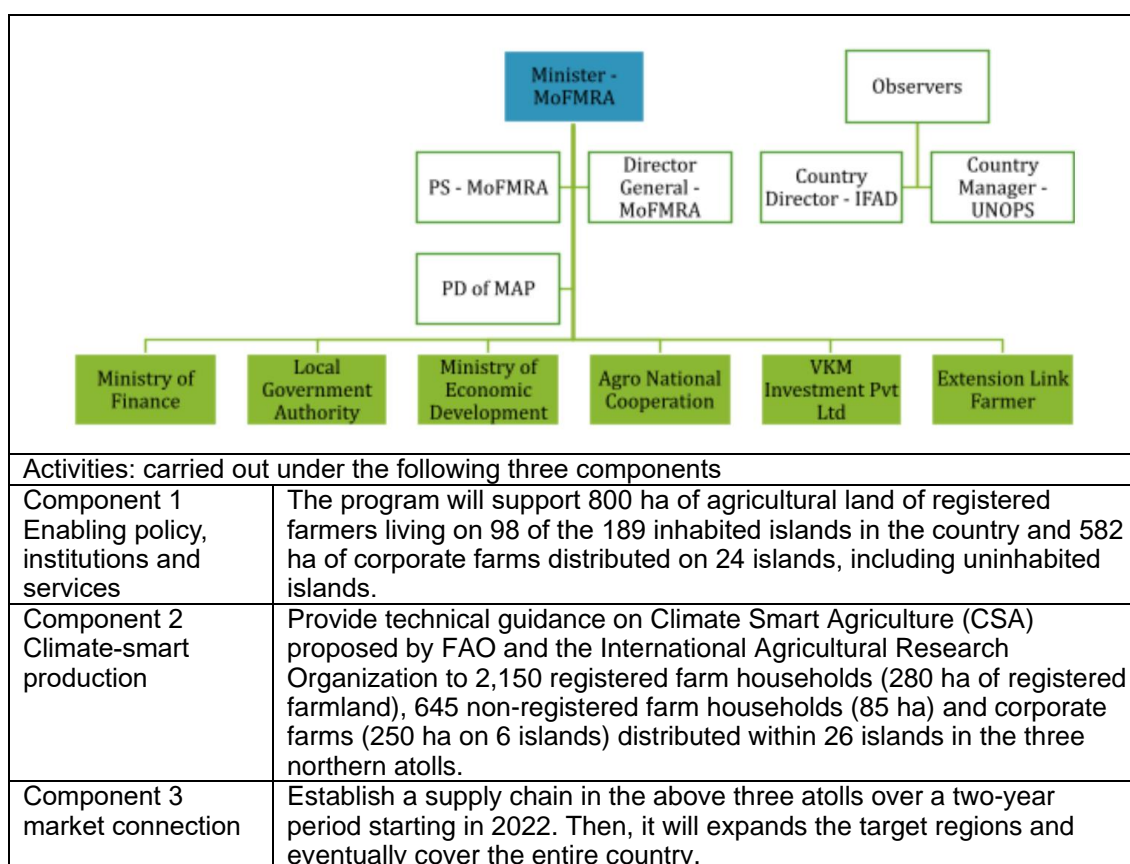 Minister -
MoFMRA
Observers
PS - MoFMRA
Director
General -
MoFMRA
Country
Director - IFAD
Country
Manager -
UNOPS
PD of MAP
Ministry of
Finance
Local
Government
Authority
Ministry of
Economic
Development
Agro National
Cooperation
VKM
Investment Pvt
Ltd
Extension Link
Farmer
Activities: carried out under the following three components
Component 1
Enabling policy,
institutions and
services
The program will support 800 ha of agricultural land of registered
farmers living on 98 of the 189 inhabited islands in the country and 582
ha of corporate farms distributed on 24 islands, including uninhabited
islands.
Component 2
Climate-smart
production
Provide technical guidance on Climate Smart Agriculture (CSA)
proposed by FAO and the International Agricultural Research
Organization to 2,150 registered farm households (280 ha of registered
farmland), 645 non-registered farm households (85 ha) and corporate
farms (250 ha on 6 islands) distributed within 26 islands in the three
northern atolls.
Component 3
market connection
Establish a supply chain in the above three atolls over a two-year
period starting in 2022. Then, it will expands the target regions and
eventually cover the entire country.